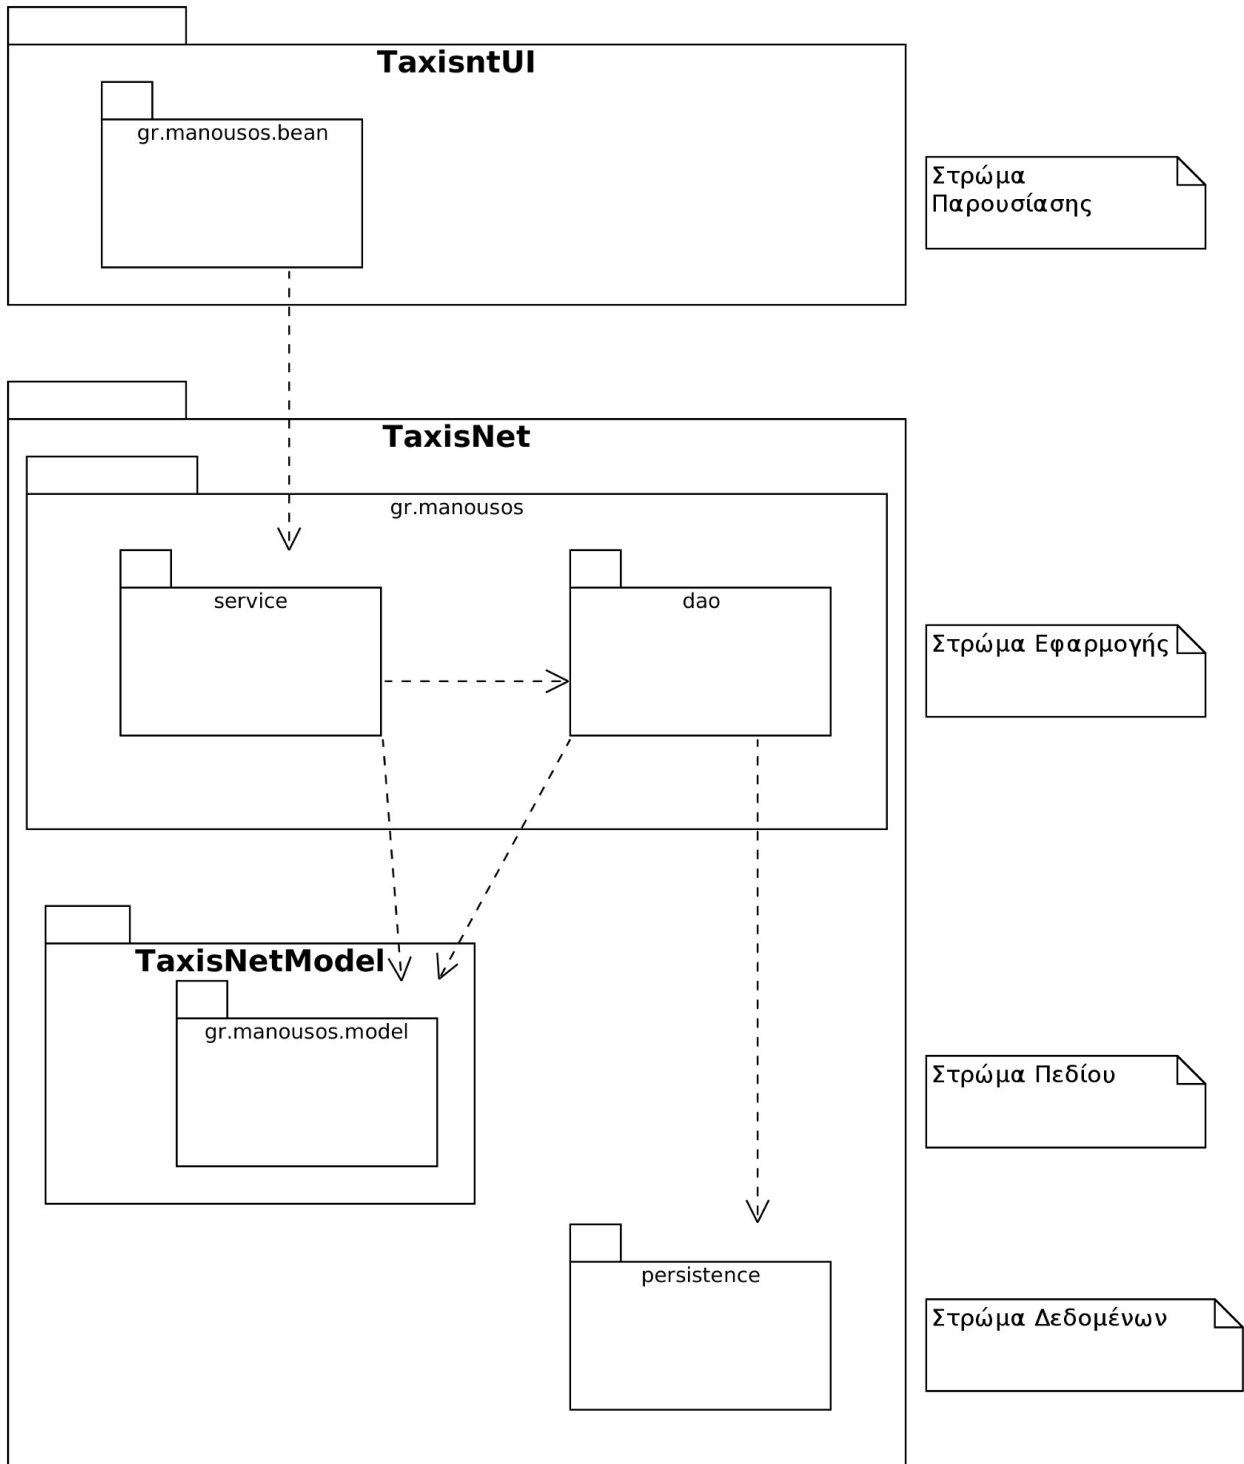 TaxisntUI
gr.manousos.bean
Στρώμα
Παρουσίασης
TaxisNet
gr.manousos
service
dao
Στρώμα Εφαρμογής
TaxisNetModel
gr.manousos.model
Στρώμα Πεδίου
persistence
Στρώμα Δεδομένων